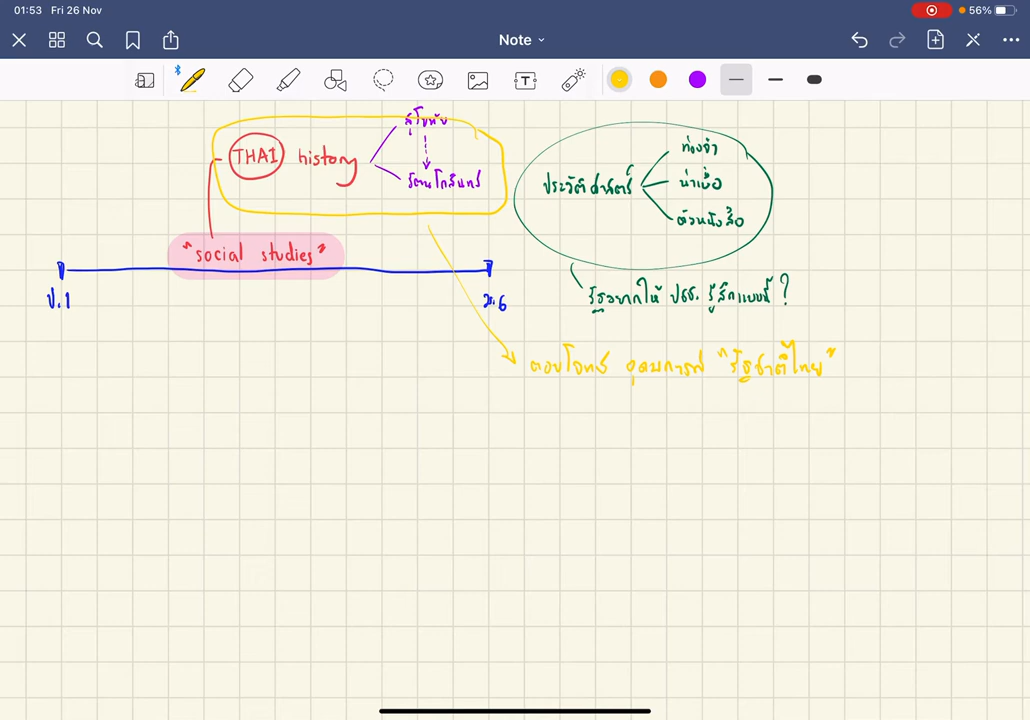 01:53 Fri 26 Nov
56%
Note
T
สุโขทัย
THAI history
รัตนโกสินทร์
"social studies"
ป.1
ม.6
ท่องจำ
ประวัติศาสตร์
น่าเบื่อ
ตัวหนังสือ
รัฐอยากให้ ปชช. รู้สึกแบบนี้ ?
ตอบโจทย์ อุดมการณ์ "รัฐชาติไทย"